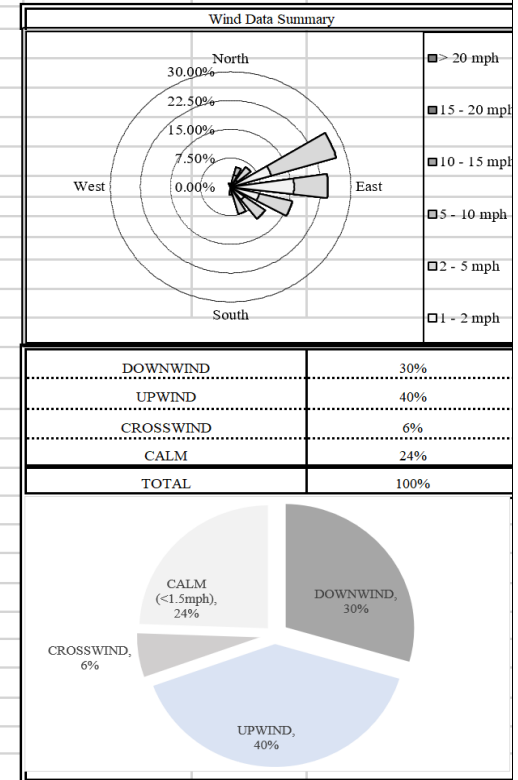 Wind Data Summary
North
30.00%
22.50%
15.00%
7.50%
West
0.00%
East
South
> 20 mph
15 - 20 mph
10 - 15 mph
5 - 10 mph
2 - 5 mph
1 - 2 mph
DOWNWIND 30%
UPWIND 40%
CROSSWIND 6%
CALM 24%
TOTAL 100%
CALM
(<1.5mph),
24%
DOWNWIND,
30%
CROSSWIND,
6%
UPWIND,
40%